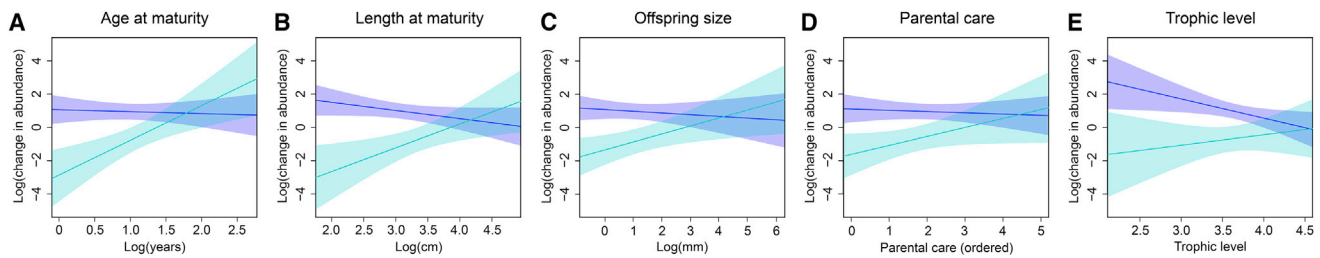 A Age at maturity
Log(change in abundance)
4
2
0
−2
−4
0 0.5 1.0 1.5 2.0 2.5
Log(years)
B Length at maturity
Log(change in abundance)
4
2
0
−2
−4
2.0 2.5 3.0 3.5 4.0 4.5
Log(cm)
C Offspring size
Log(change in abundance)
4
2
0
−2
−4
0 1 2 3 4 5 6
Log(mm)
D Parental care
Log(change in abundance)
4
2
0
−2
−4
0 1 2 3 4 5
Parental care (ordered)
E Trophic level
Log(change in abundance)
4
2
0
−2
−4
2.5 3.0 3.5 4.0 4.5
Trophic level